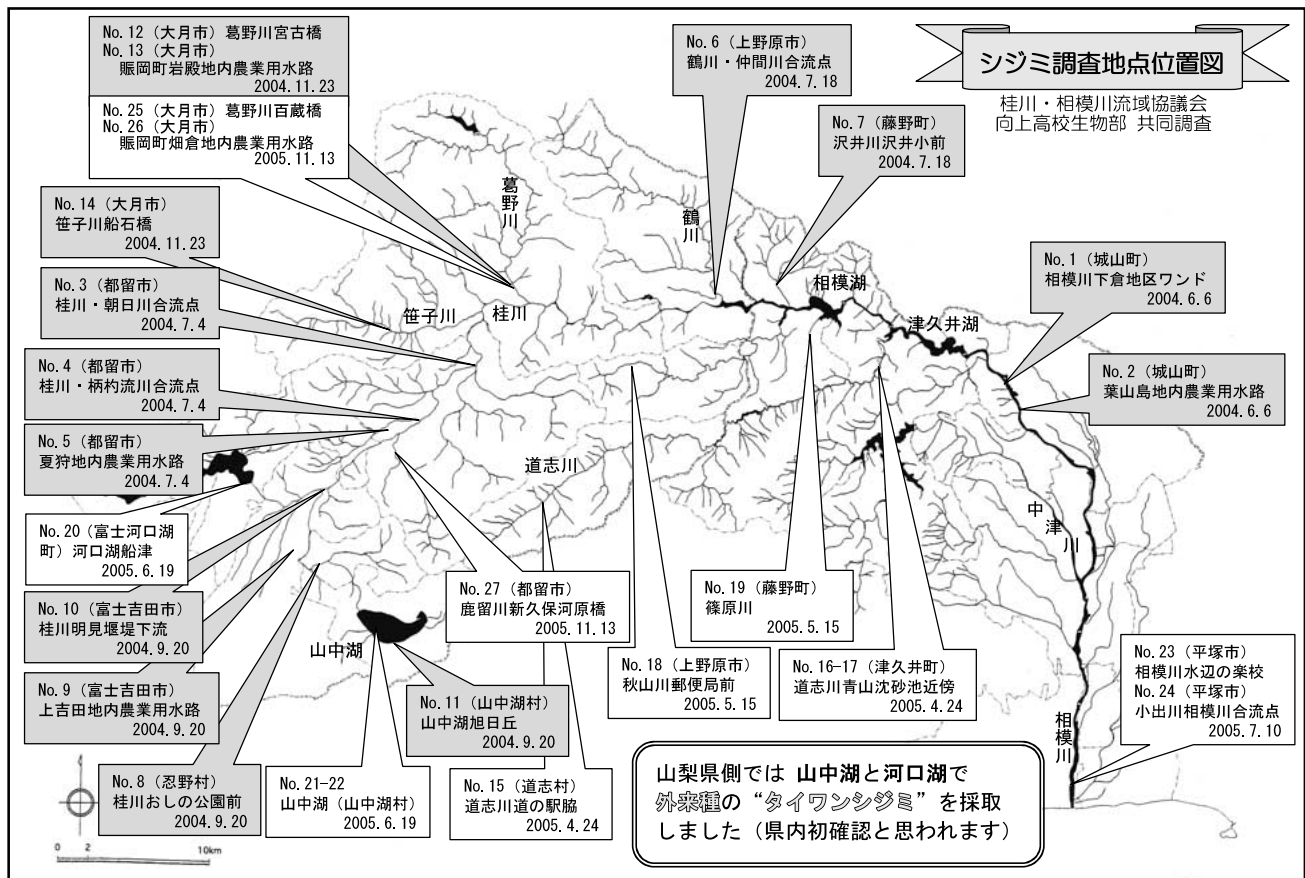 シジミ調査地点位置図
桂川・相模川流域協議会
向上高校生物部 共同調査
No.12（大月市）葛野川宮古橋
No.13（大月市）
賑岡町岩殿地内農業用水路
2004.11.23
No.25（大月市）葛野川百蔵橋
No.26（大月市）
賑岡町畑倉地内農業用水路
2005.11.13
No.6（上野原市）
鶴川・仲間川合流点
2004.7.18
No.7（藤野町）
沢井川沢井小前
2004.7.18
No.14（大月市）
笹子川船石橋
2004.11.23
No.3（都留市）
桂川・朝日川合流点
2004.7.4
No.4（都留市）
桂川・柄杓流川合流点
2004.7.4
No.5（都留市）
夏狩地内農業用水路
2004.7.4
No.20（富士河口湖
町）河口湖船津
2005.6.19
No.10（富士吉田市）
桂川明見堰堤下流
2004.9.20
No.9（富士吉田市）
上吉田地内農業用水路
2004.9.20
No.8（忍野村）
桂川おしの公園前
2004.9.20
No.21-22
山中湖（山中湖村）
2005.6.19
No.11（山中湖村）
山中湖旭日丘
2004.9.20
No.27（都留市）
鹿留川新久保河原橋
2005.11.13
No.15（道志村）
道志川道の駅脇
2005.4.24
No.18（上野原市）
秋山川郵便局前
2005.5.15
No.19（藤野町）
篠原川
2005.5.15
No.16-17（津久井町）
道志川青山沈砂池近傍
2005.4.24
No.1（城山町）
相模川下倉地区ワンド
2004.6.6
No.2（城山町）
葉山島地内農業用水路
2004.6.6
No.23（平塚市）
相模川水辺の楽校
No.24（平塚市）
小出川相模川合流点
2005.7.10
葛野川
鶴川
相模湖
津久井湖
笹子川
桂川
道志川
中津川
山中湖
相模川
山梨県側では 山中湖と河口湖で
外来種の“タイワンシジミ”を採取
しました（県内初確認と思われます）
0 2 10km